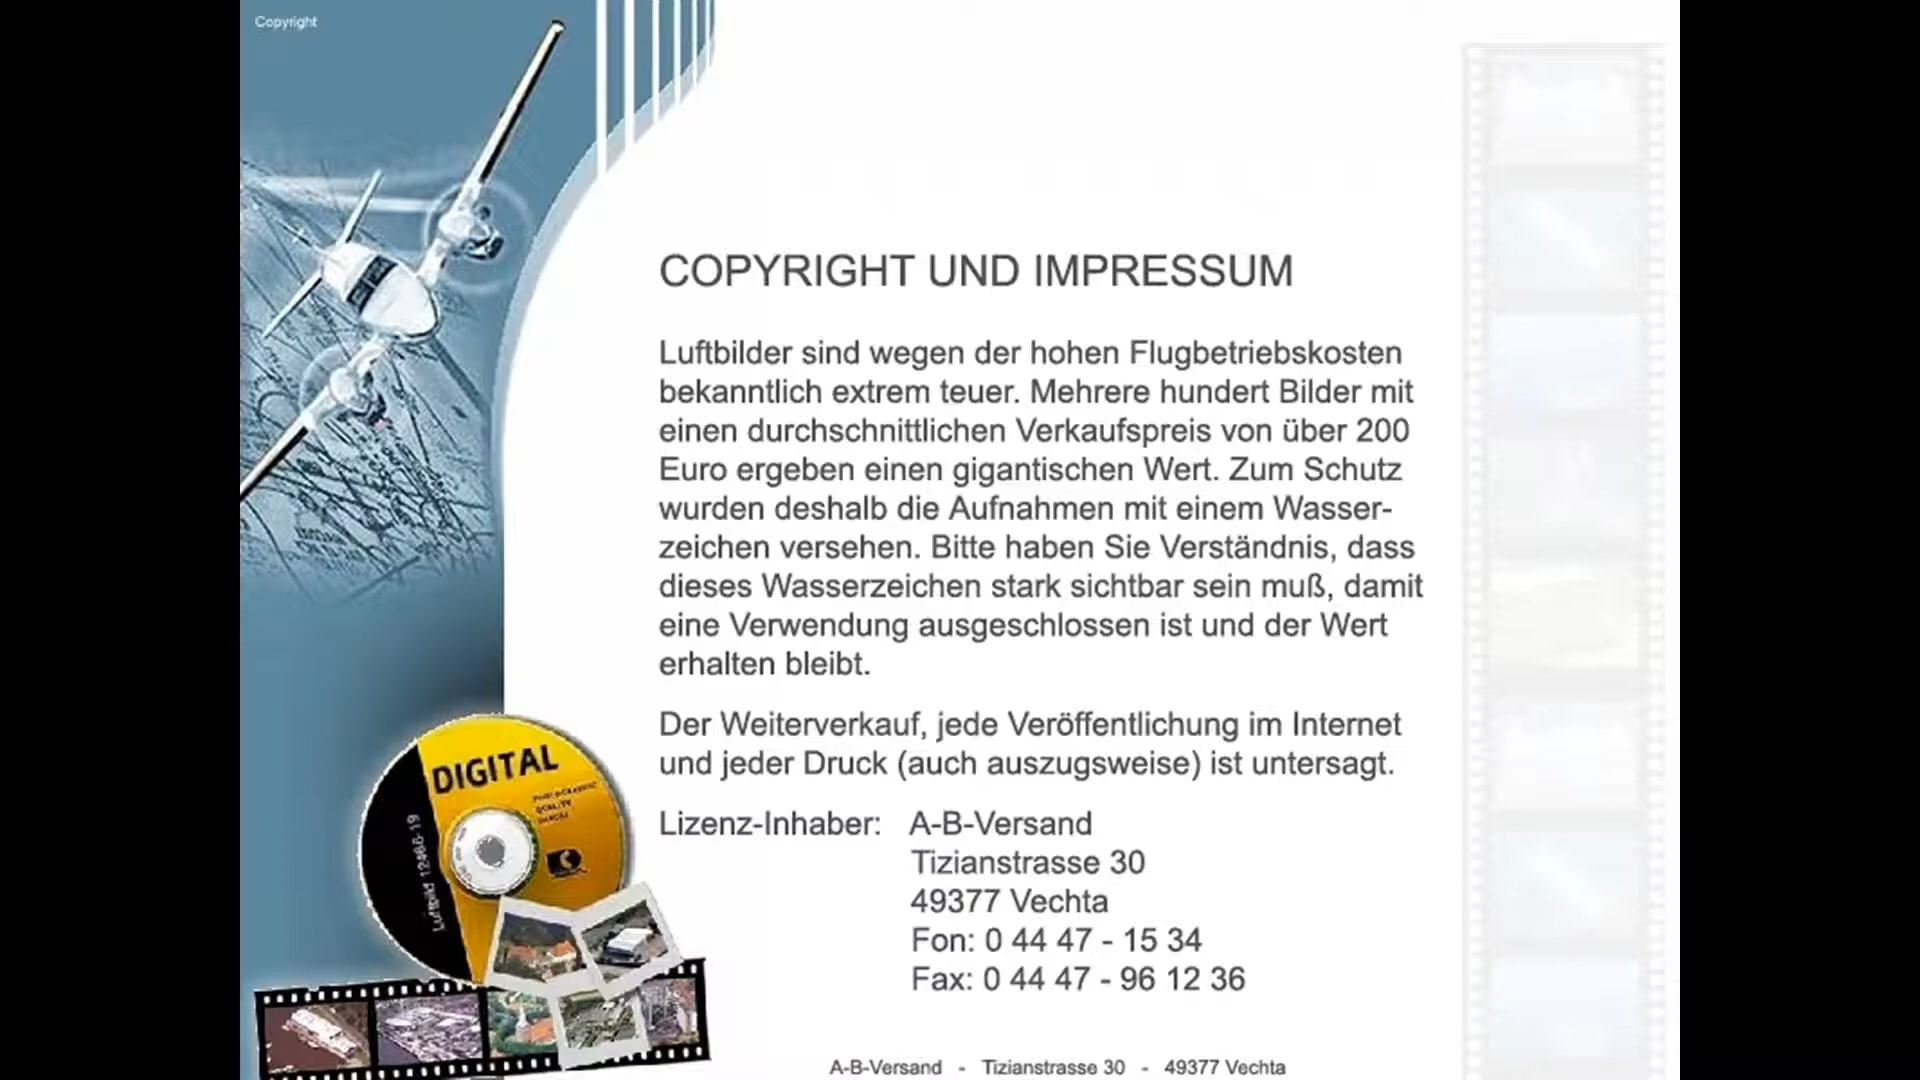 Copyright
COPYRIGHT UND IMPRESSUM
Luftbilder sind wegen der hohen Flugbetriebskosten
bekanntlich extrem teuer. Mehrere hundert Bilder mit
einen durchschnittlichen Verkaufspreis von über 200
Euro ergeben einen gigantischen Wert. Zum Schutz
wurden deshalb die Aufnahmen mit einem Wasser-
zeichen versehen. Bitte haben Sie Verständnis, dass
dieses Wasserzeichen stark sichtbar sein muß, damit
eine Verwendung ausgeschlossen ist und der Wert
erhalten bleibt.
Der Weiterverkauf, jede Veröffentlichung im Internet
und jeder Druck (auch auszugsweise) ist untersagt.
Lizenz-Inhaber: A-B-Versand
Tizianstrasse 30
49377 Vechta
Fon: 0 44 47 - 15 34
Fax: 0 44 47 - 96 12 36
DIGITAL
Luftbild
A-B-Versand - Tizianstrasse 30 - 49377 Vechta